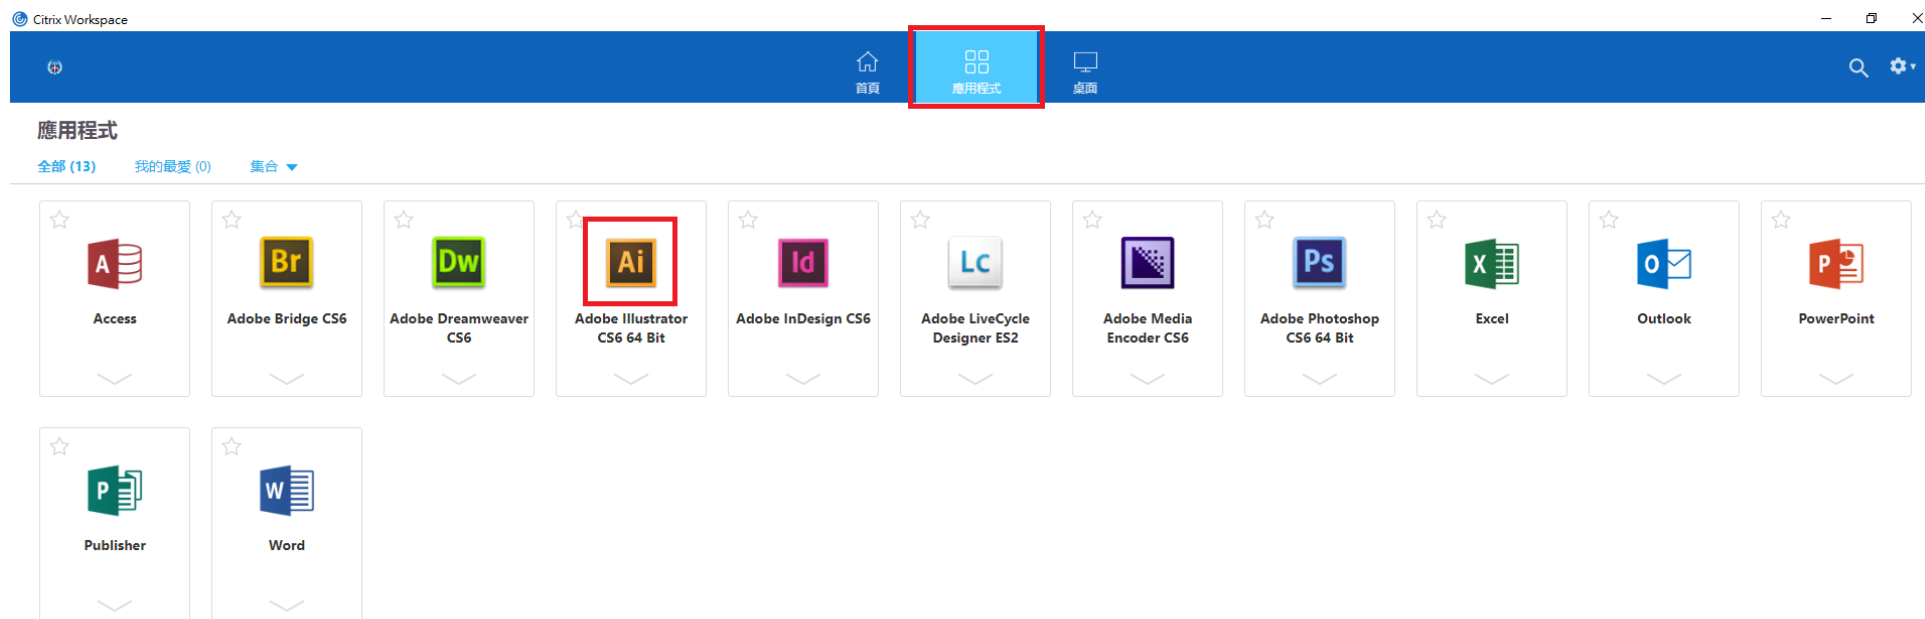 Citrix Workspace
首頁
應用程式
桌面
應用程式
全部 (13)
我的最愛 (0)
集合
A
Br
Dw
Ai
Id
Lc
Ps
X
O
P
Access
Adobe Bridge CS6
Adobe Dreamweaver
CS6
Adobe Illustrator
CS6 64 Bit
Adobe InDesign CS6
Adobe LiveCycle
Designer ES2
Adobe Media
Encoder CS6
Adobe Photoshop
CS6 64 Bit
Excel
Outlook
PowerPoint
P
W
Publisher
Word